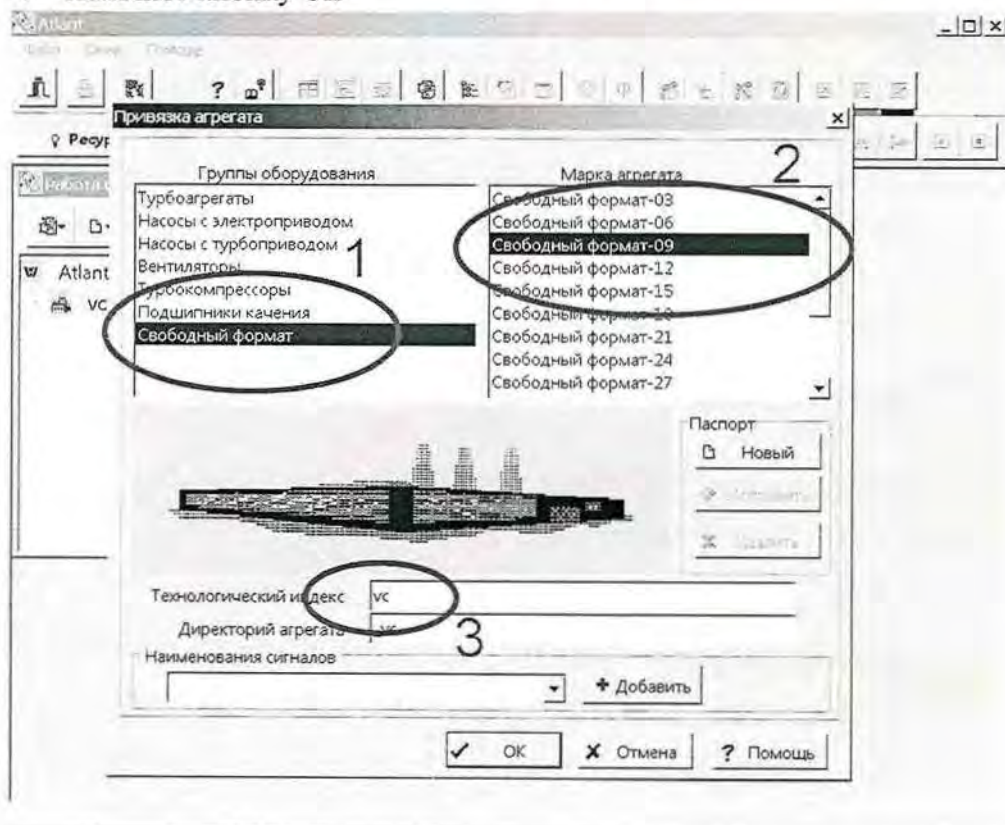 Atlant
Привязка агрегата
Группы оборудования
Турбоагрегаты
Насосы с электроприводом
Насосы с турбоприводом
Вентиляторы
Турбокомпрессоры
Подшипники качения
Свободный формат
1
Марка агрегата
2
Свободный формат-03
Свободный формат-06
Свободный формат-09
Свободный формат-12
Свободный формат-15
Свободный формат-21
Свободный формат-24
Свободный формат-27
Atlant
vc
Паспорт
Новый
Технологический индекс vc
Директорий агрегата
3
Наименования сигналов
Добавить
OK
Отмена
? Помощь